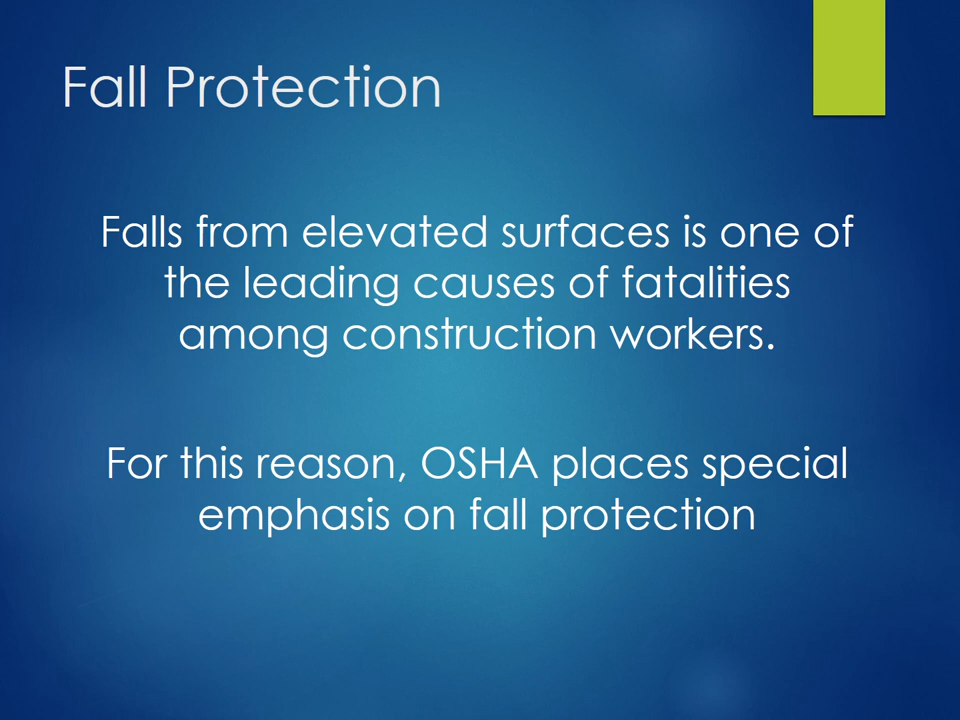 Fall Protection
Falls from elevated surfaces is one of
the leading causes of fatalities
among construction workers.
For this reason, OSHA places special
emphasis on fall protection